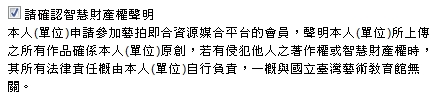 請確認智慧財產權聲明
本人(單位)申請參加藝拍即合資源媒合平台的會員，聲明本人(單位)所上傳
之所有作品確係本人(單位)原創，若有侵犯他人之著作權或智慧財產權時，
其所有法律責任概由本人(單位)自行負責，一概與國立臺灣藝術教育館無
關。